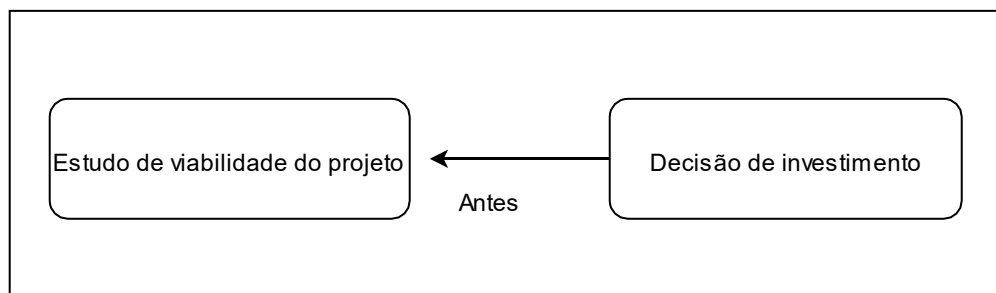 Estudo de viabilidade do projeto
Decisão de investimento
Antes